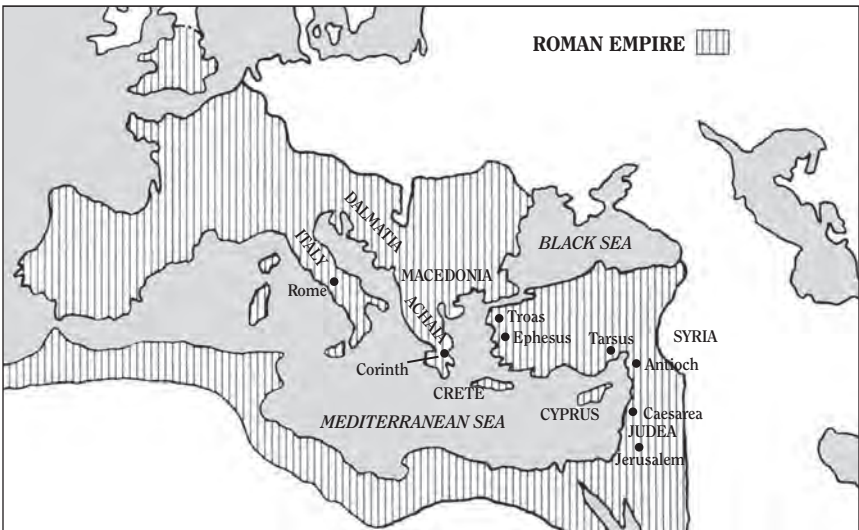 ROMAN EMPIRE
DALMATIA
ITALY
BLACK SEA
MACEDONIA
Rome
ACHAIA
Troas
Ephesus
Tarsus
SYRIA
Corinth
Antioch
CRETE
CYPRUS
Caesarea
MEDITERRANEAN SEA
JUDEA
Jerusalem